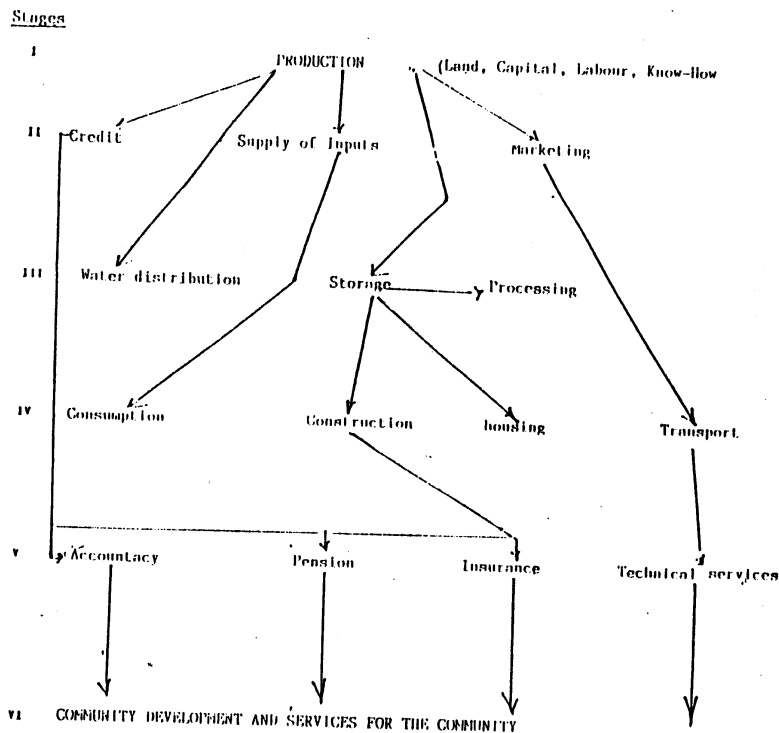 Stages
I PRODUCTION (Land, Capital, Labour, Know-How
II Credit Supply of Inputs Marketing
III Water distribution Storage Processing
IV Consumption Construction housing Transport
V Accountacy Pension Insurance Technical services
VI COMMUNITY DEVELOPMENT AND SERVICES FOR THE COMMUNITY